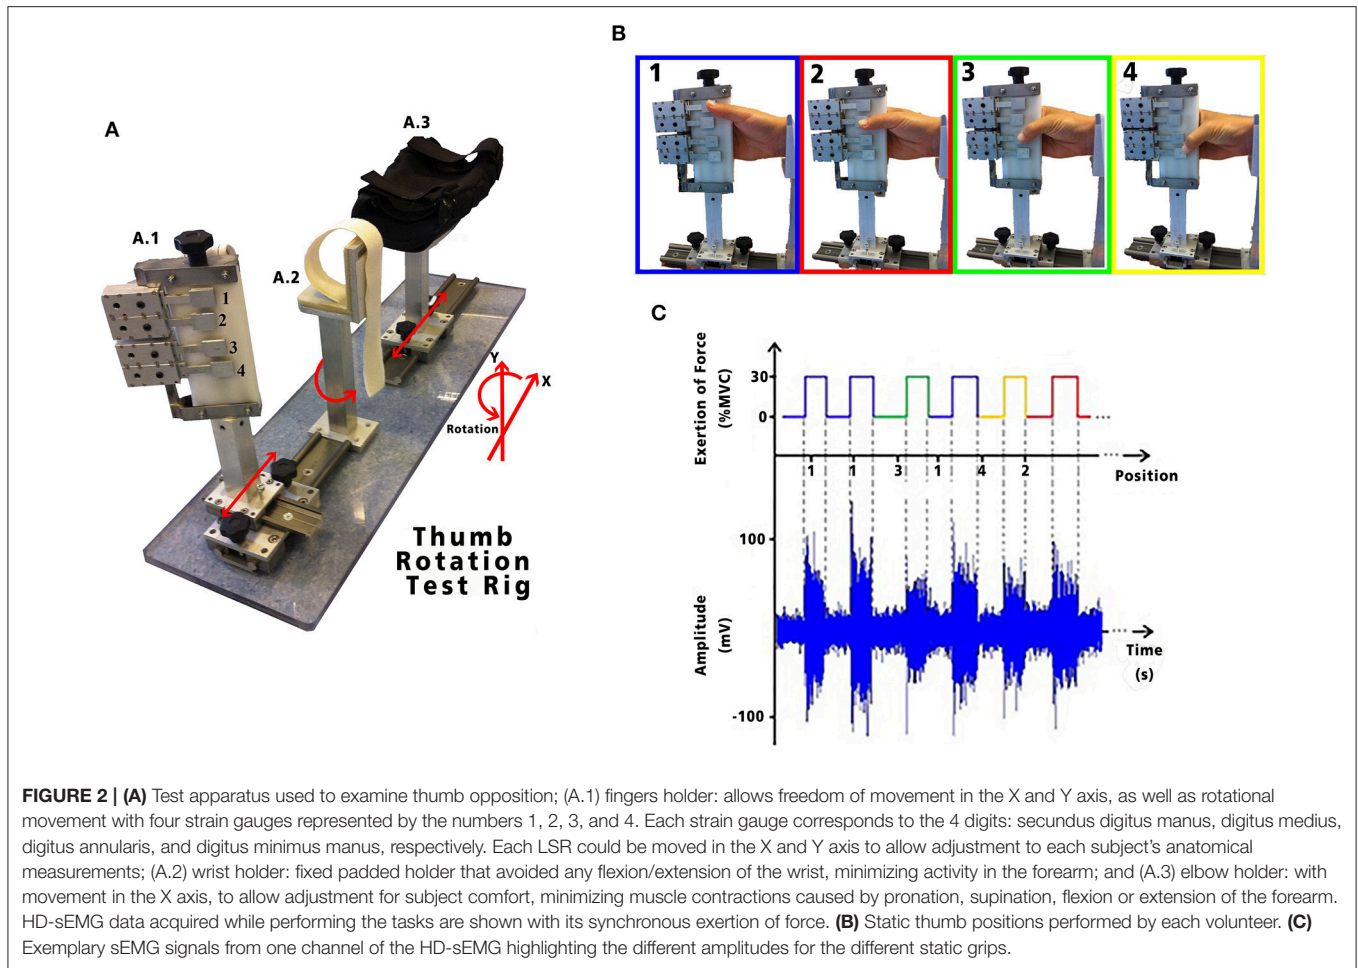 A
A.3
A.1
A.2
1
2
3
4
Y
X
Rotation
Thumb
Rotation
Test Rig
B
1
2
3
4
C
Exertion of Force
(%MVC)
30
0
1
1
3
1
4
2
Position
100
-100
Amplitude
(mV)
Time
(s)
FIGURE 2 | (A) Test apparatus used to examine thumb opposition; (A.1) fingers holder: allows freedom of movement in the X and Y axis, as well as rotational
movement with four strain gauges represented by the numbers 1, 2, 3, and 4. Each strain gauge corresponds to the 4 digits: secundus digitus manus, digitus medius,
digitus annularis, and digitus minimus manus, respectively. Each LSR could be moved in the X and Y axis to allow adjustment to each subject's anatomical
measurements; (A.2) wrist holder: fixed padded holder that avoided any flexion/extension of the wrist, minimizing activity in the forearm; and (A.3) elbow holder: with
movement in the X axis, to allow adjustment for subject comfort, minimizing muscle contractions caused by pronation, supination, flexion or extension of the forearm.
HD-sEMG data acquired while performing the tasks are shown with its synchronous exertion of force. (B) Static thumb positions performed by each volunteer. (C)
Exemplary sEMG signals from one channel of the HD-sEMG highlighting the different amplitudes for the different static grips.